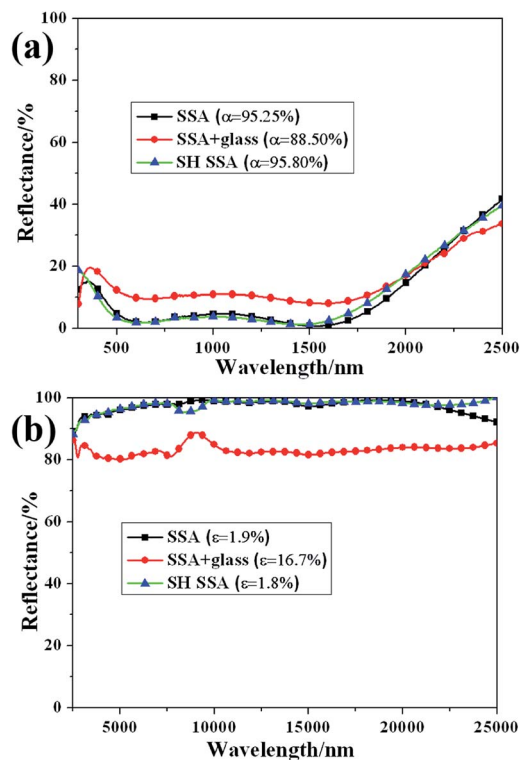 (a)
100
80
60
40
20
0
Reflectance/%
SSA (α=95.25%)
SSA+glass (α=88.50%)
SH SSA (α=95.80%)
500 1000 1500 2000 2500
Wavelength/nm
(b)
100
80
60
40
20
0
Reflectance/%
SSA (ε=1.9%)
SSA+glass (ε=16.7%)
SH SSA (ε=1.8%)
5000 10000 15000 20000 25000
Wavelength/nm